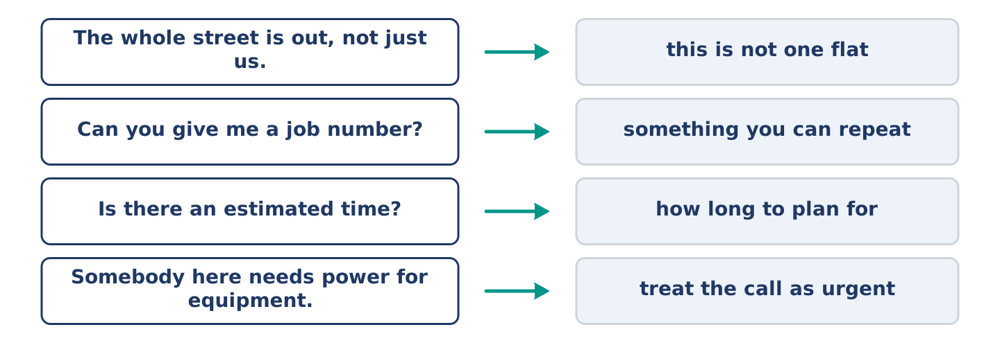 The whole street is out, not just
us.
this is not one flat
Can you give me a job number?
something you can repeat
Is there an estimated time?
how long to plan for
Somebody here needs power for
equipment.
treat the call as urgent